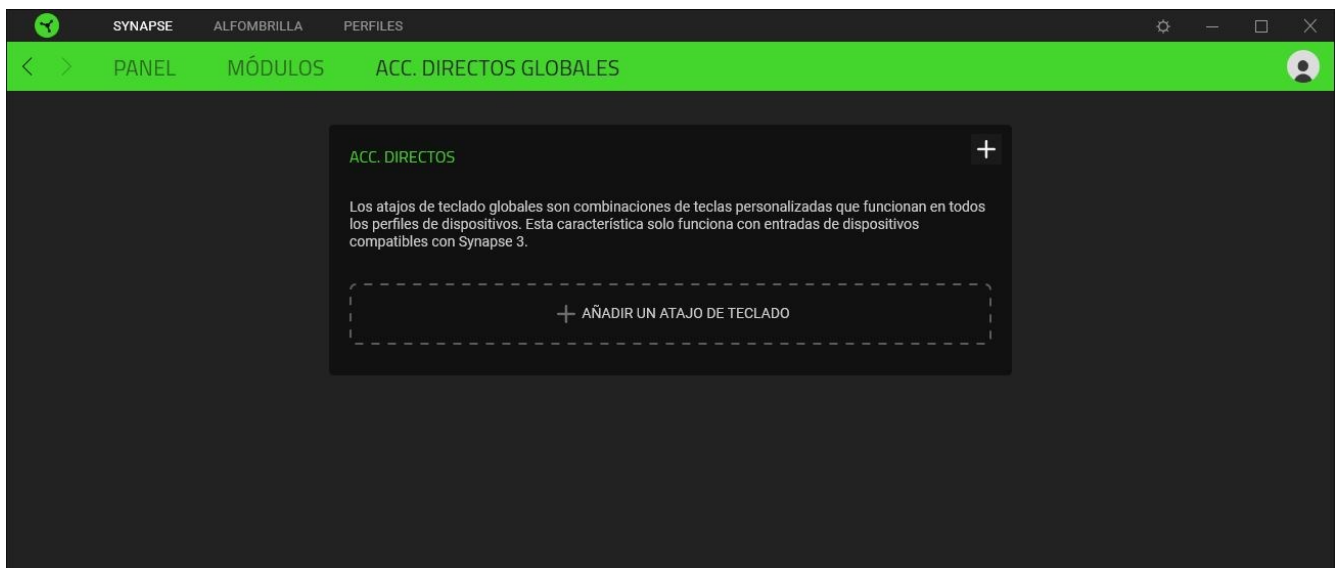 SYNAPSE ALFOMBRILLA PERFILES
PANEL MÓDULOS ACC. DIRECTOS GLOBALES
ACC. DIRECTOS
Los atajos de teclado globales son combinaciones de teclas personalizadas que funcionan en todos
los perfiles de dispositivos. Esta característica solo funciona con entradas de dispositivos
compatibles con Synapse 3.
AÑADIR UN ATAJO DE TECLADO